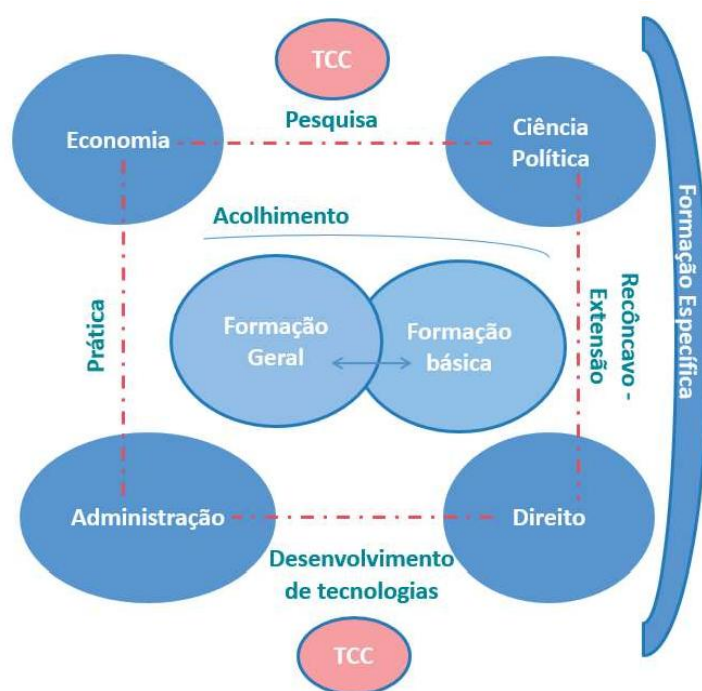 TCC
Pesquisa
Economia
Ciência
Política
Acolhimento
Formação
Geral
Formação
básica
Prática
Recôncavo -
Extensão
Formação Específica
Administração
Direito
Desenvolvimento
de tecnologias
TCC